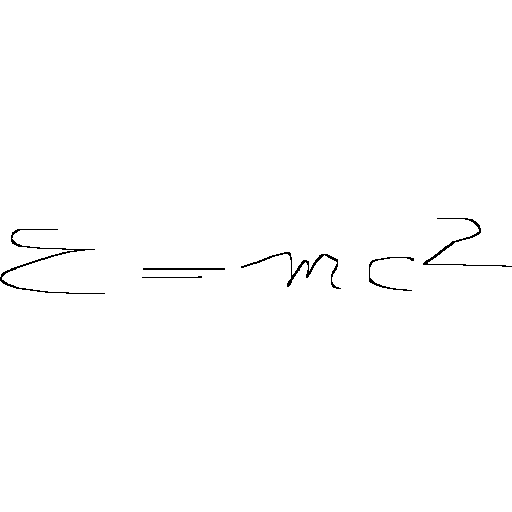 E = mc²